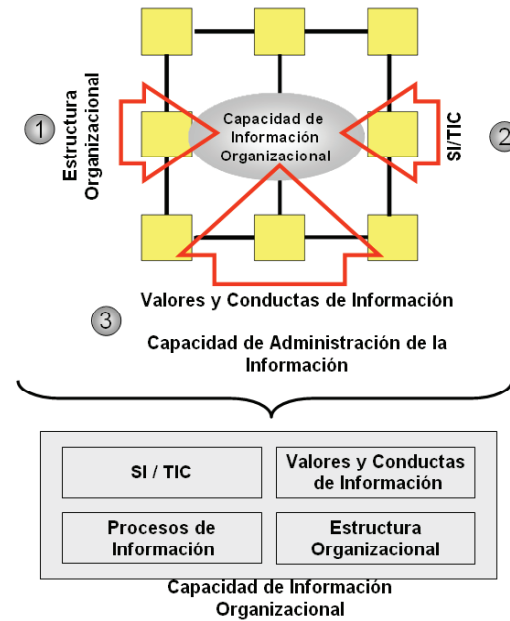 Capacidad de
Información
Organizacional
1
Estructura
Organizacional
SI/TIC
2
Valores y Conductas de Información
3
Capacidad de Administración de la
Información
SI / TIC
Valores y Conductas
de Información
Procesos de
Información
Estructura
Organizacional
Capacidad de Información
Organizacional